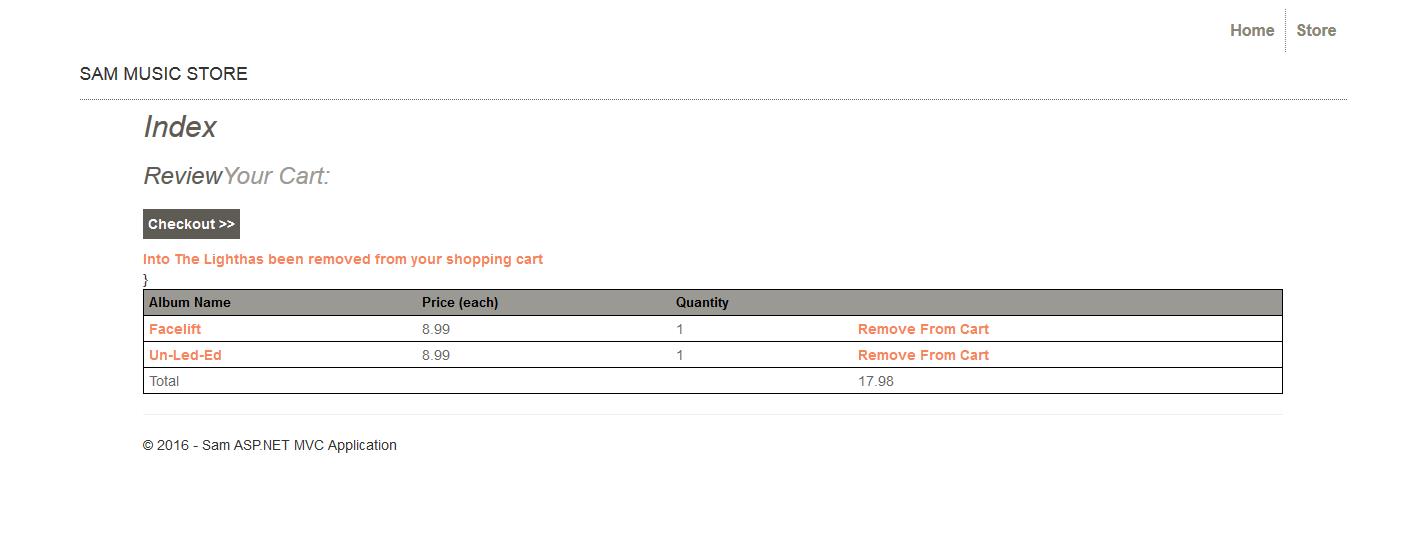 Home Store
SAM MUSIC STORE
Index
ReviewYour Cart:
Checkout >>
Into The Lighthas been removed from your shopping cart
}
Album Name Price (each) Quantity
Facelift 8.99 1 Remove From Cart
Un-Led-Ed 8.99 1 Remove From Cart
Total 17.98
© 2016 - Sam ASP.NET MVC Application